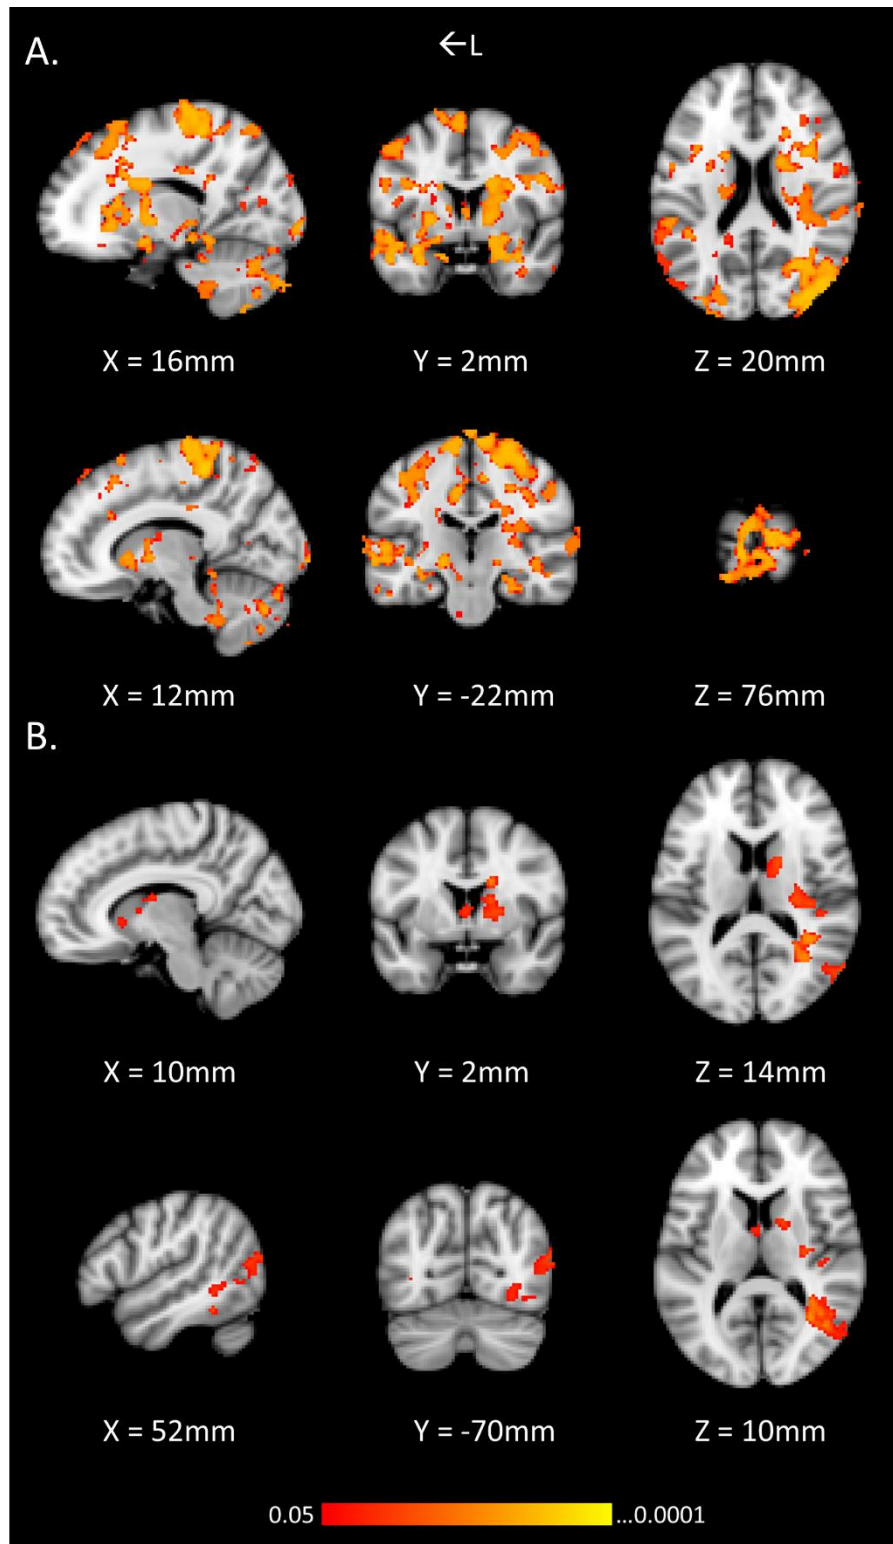 A.
←L
X = 16mm Y = 2mm Z = 20mm
X = 12mm Y = -22mm Z = 76mm
B.
X = 10mm Y = 2mm Z = 14mm
X = 52mm Y = -70mm Z = 10mm
0.05 ...0.0001